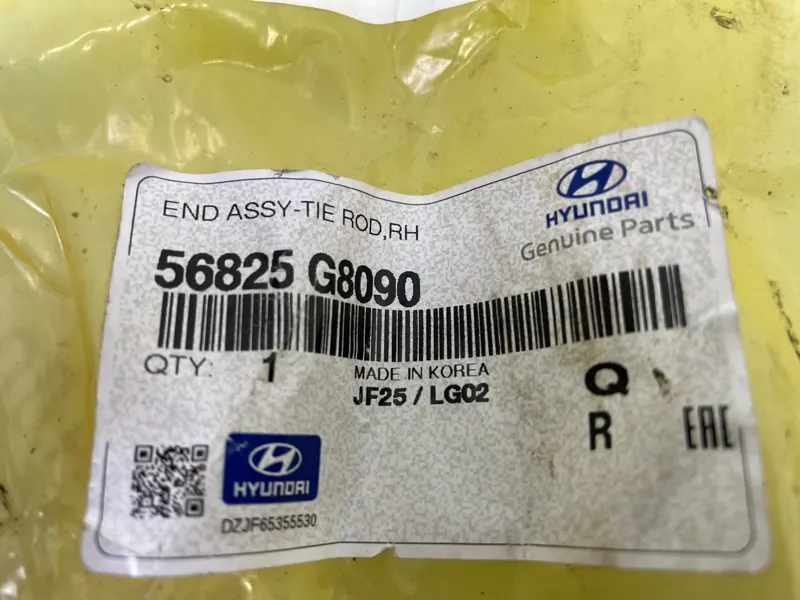 END ASSY-TIE ROD,RH
HYUNDAI
Genuine Parts
56825 G8090
QTY: 1
MADE IN KOREA
JF25 / LG02
Q
R
EAC
HYUNDAI
DZJF65355530